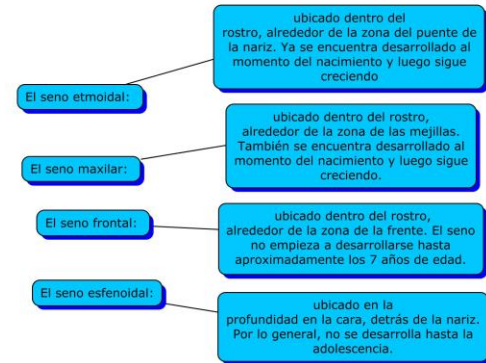 El seno etmoidal:
ubicado dentro del
rostro, alrededor de la zona del puente de
la nariz. Ya se encuentra desarrollado al
momento del nacimiento y luego sigue
creciendo
El seno maxilar:
ubicado dentro del rostro,
alrededor de la zona de las mejillas.
También se encuentra desarrollado al
momento del nacimiento y luego sigue
creciendo.
El seno frontal:
ubicado dentro del rostro,
alrededor de la zona de la frente. El seno
no empieza a desarrollarse hasta
aproximadamente los 7 años de edad.
El seno esfenoidal:
ubicado en la
profundidad en la cara, detrás de la nariz.
Por lo general, no se desarrolla hasta la
adolescencia.